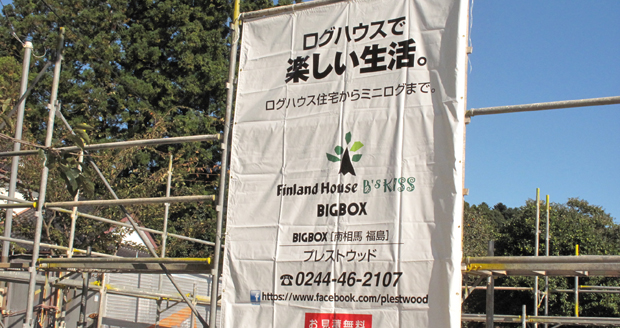 ログハウスで
楽しい生活。
ログハウス住宅からミニログまで。
Finland House B's KISS
BIGBOX
BIGBOX [南相馬 福島]
プレストウッド
☎0244-46-2107
https://www.facebook.com/plestwood
お見積無料